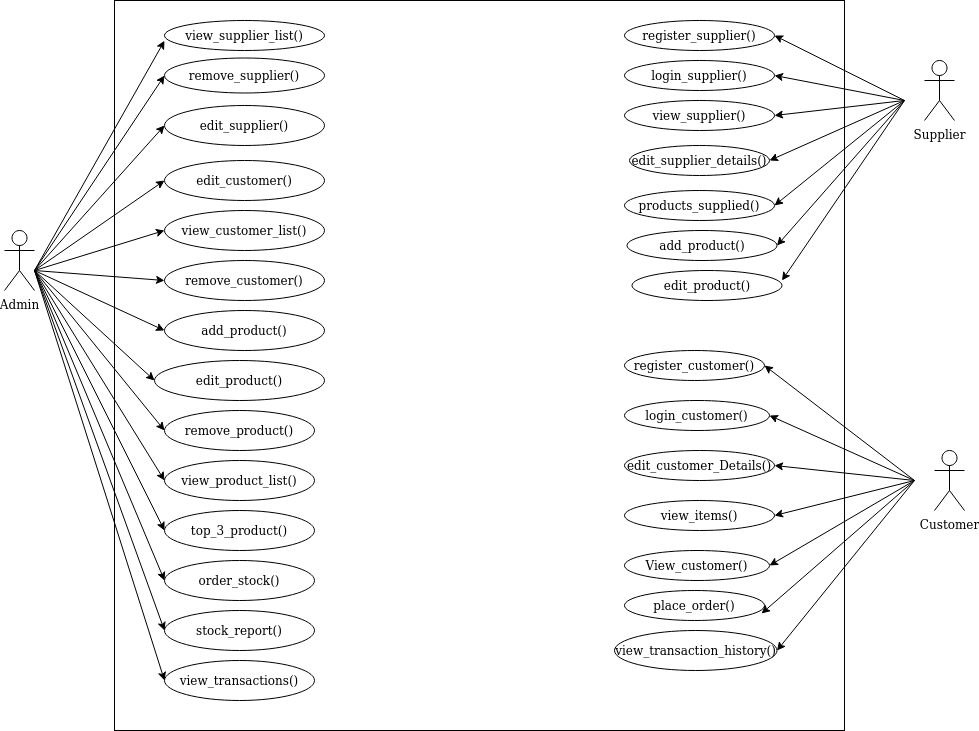 Admin
view_supplier_list()
remove_supplier()
edit_supplier()
edit_customer()
view_customer_list()
remove_customer()
add_product()
edit_product()
remove_product()
view_product_list()
top_3_product()
order_stock()
stock_report()
view_transactions()
register_supplier()
login_supplier()
view_supplier()
edit_supplier_details()
products_supplied()
add_product()
edit_product()
Supplier
register_customer()
login_customer()
edit_customer_Details()
view_items()
View_customer()
place_order()
view_transaction_history()
Customer